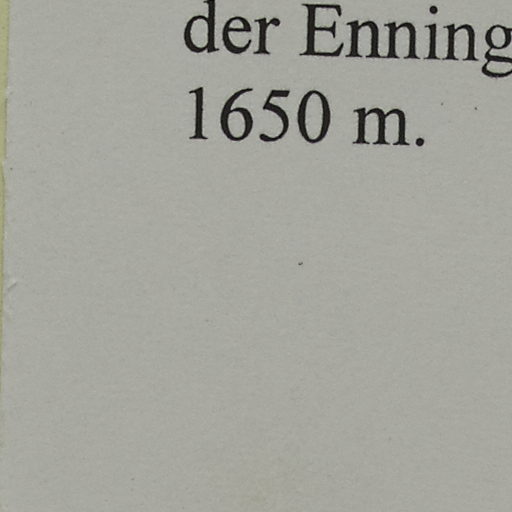 der Enning
1650 m.